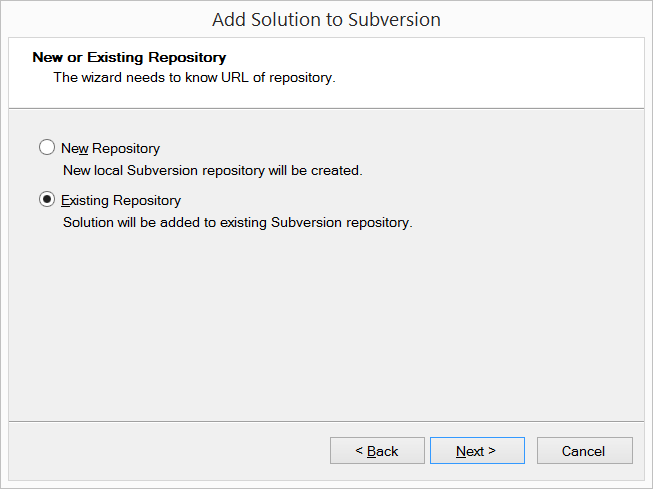 Add Solution to Subversion
New or Existing Repository
The wizard needs to know URL of repository.
New Repository
New local Subversion repository will be created.
Existing Repository
Solution will be added to existing Subversion repository.
< Back
Next >
Cancel